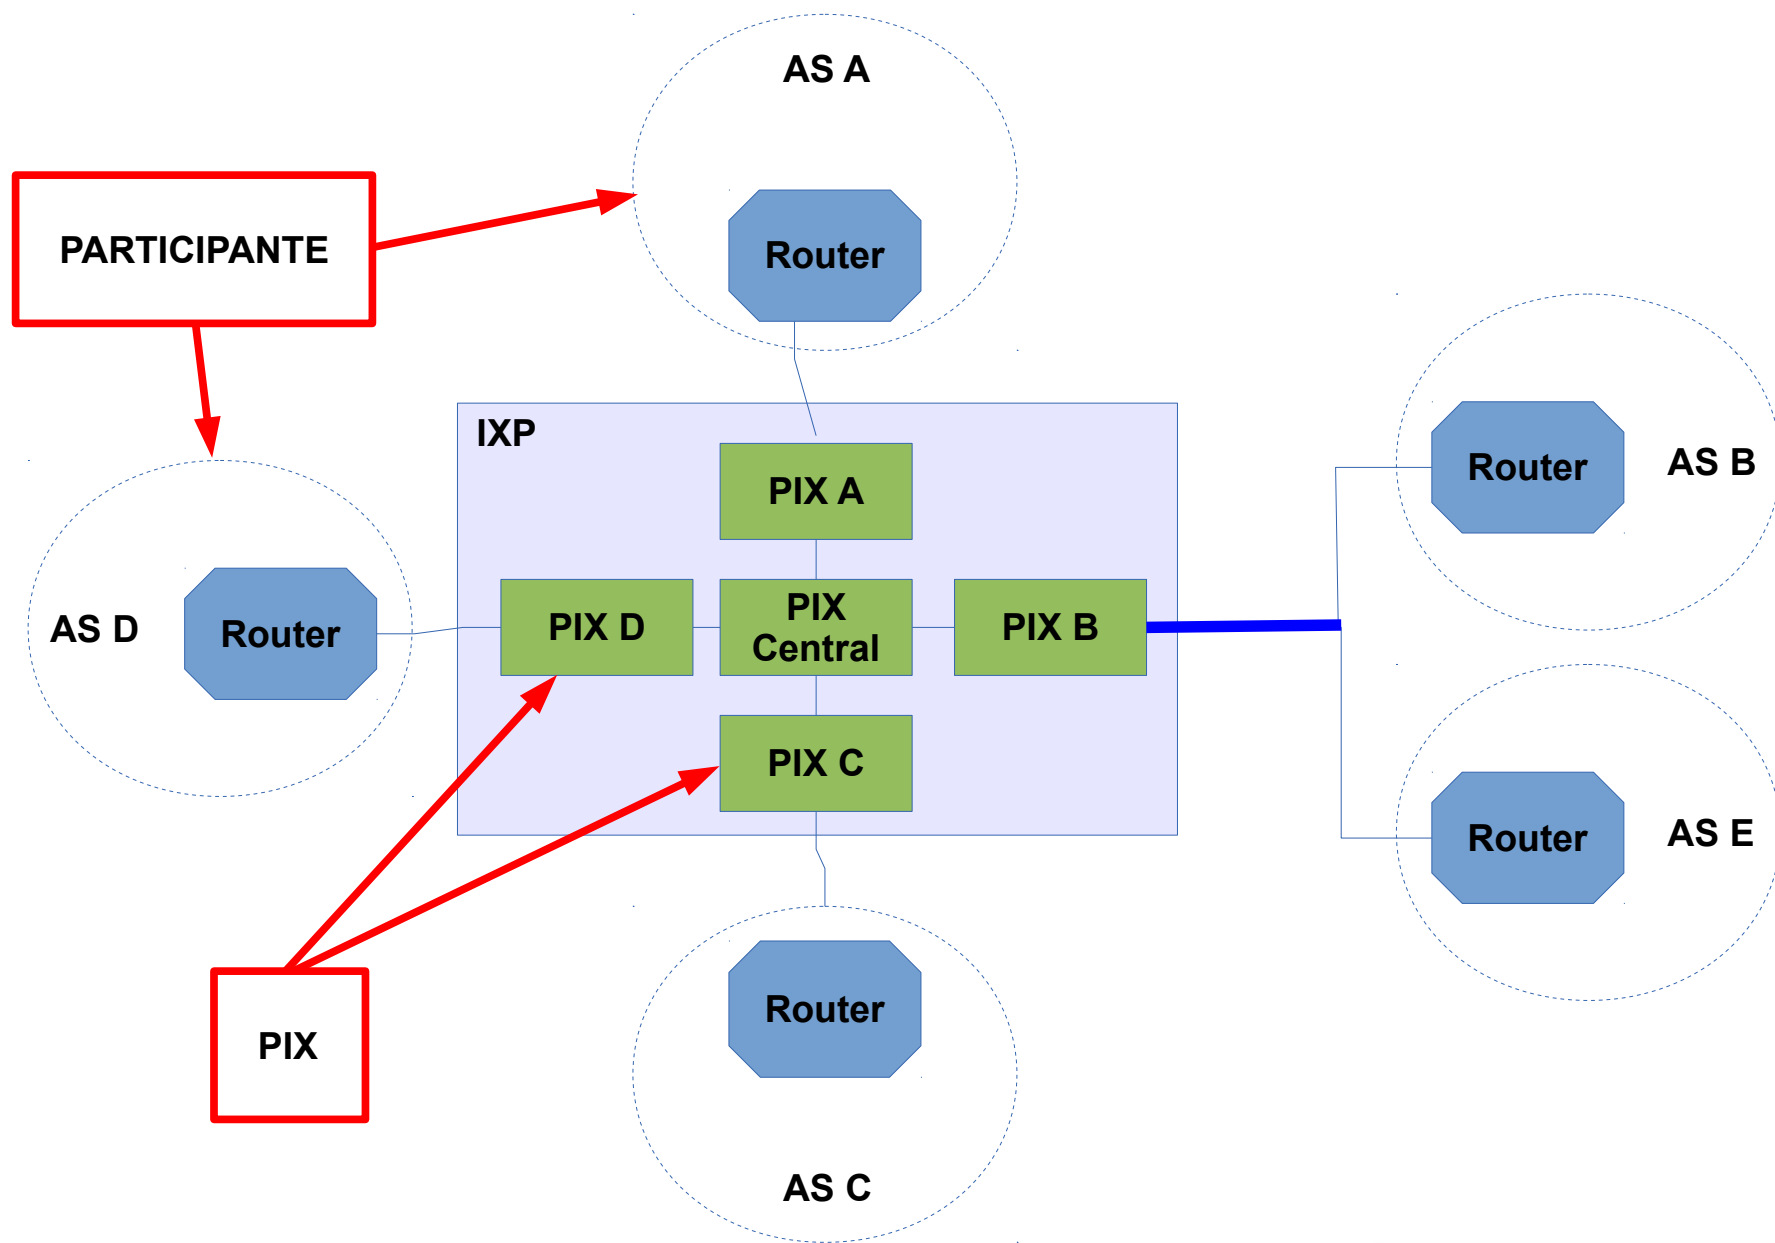 AS A
PARTICIPANTE
Router
IXP
PIX A
Router
AS B
AS D
Router
PIX D
PIX
Central
PIX B
PIX C
Router
AS E
Router
PIX
AS C